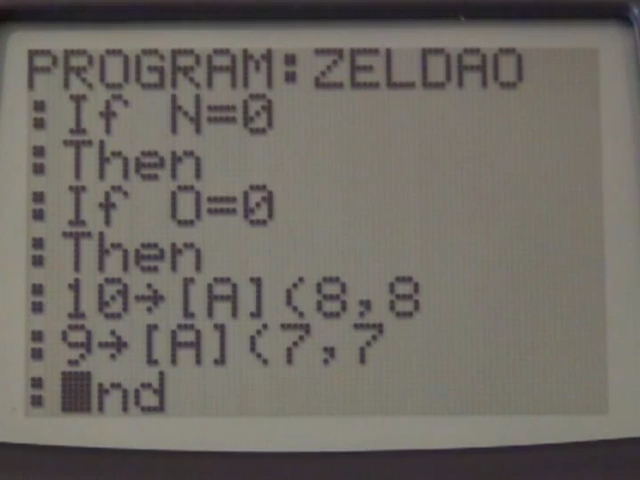 PROGRAM:ZELDAO
:If N=0
:Then
:If O=0
:Then
:10→[A](8,8
:9→[A](7,7
:nd